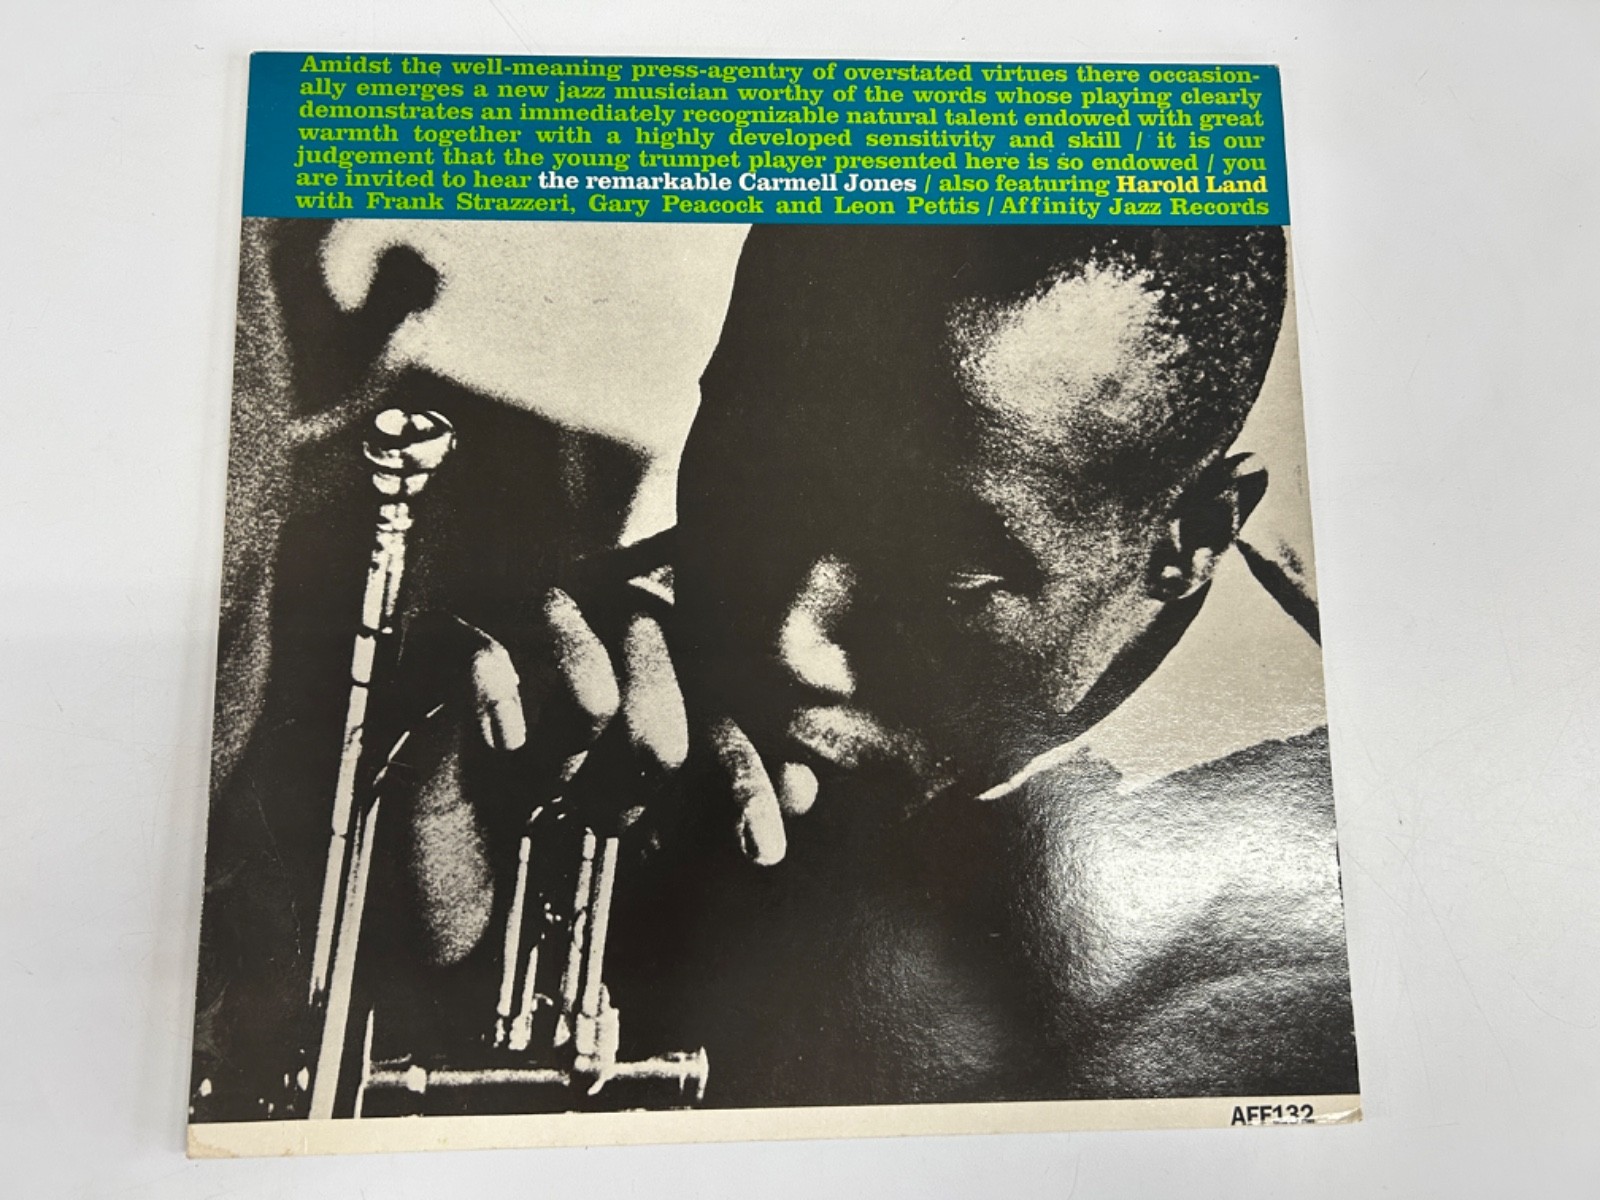 Amidst the well-meaning press-agentry of overstated virtues there occasion-
ally emerges a new jazz musician worthy of the words whose playing clearly
demonstrates an immediately recognizable natural talent endowed with great
warmth together with a highly developed sensitivity and skill / it is our
judgement that the young trumpet player presented here is so endowed / you
are invited to hear the remarkable Carmell Jones / also featuring Harold Land
with Frank Strazzeri, Gary Peacock and Leon Pettis / Affinity Jazz Records
AFF132